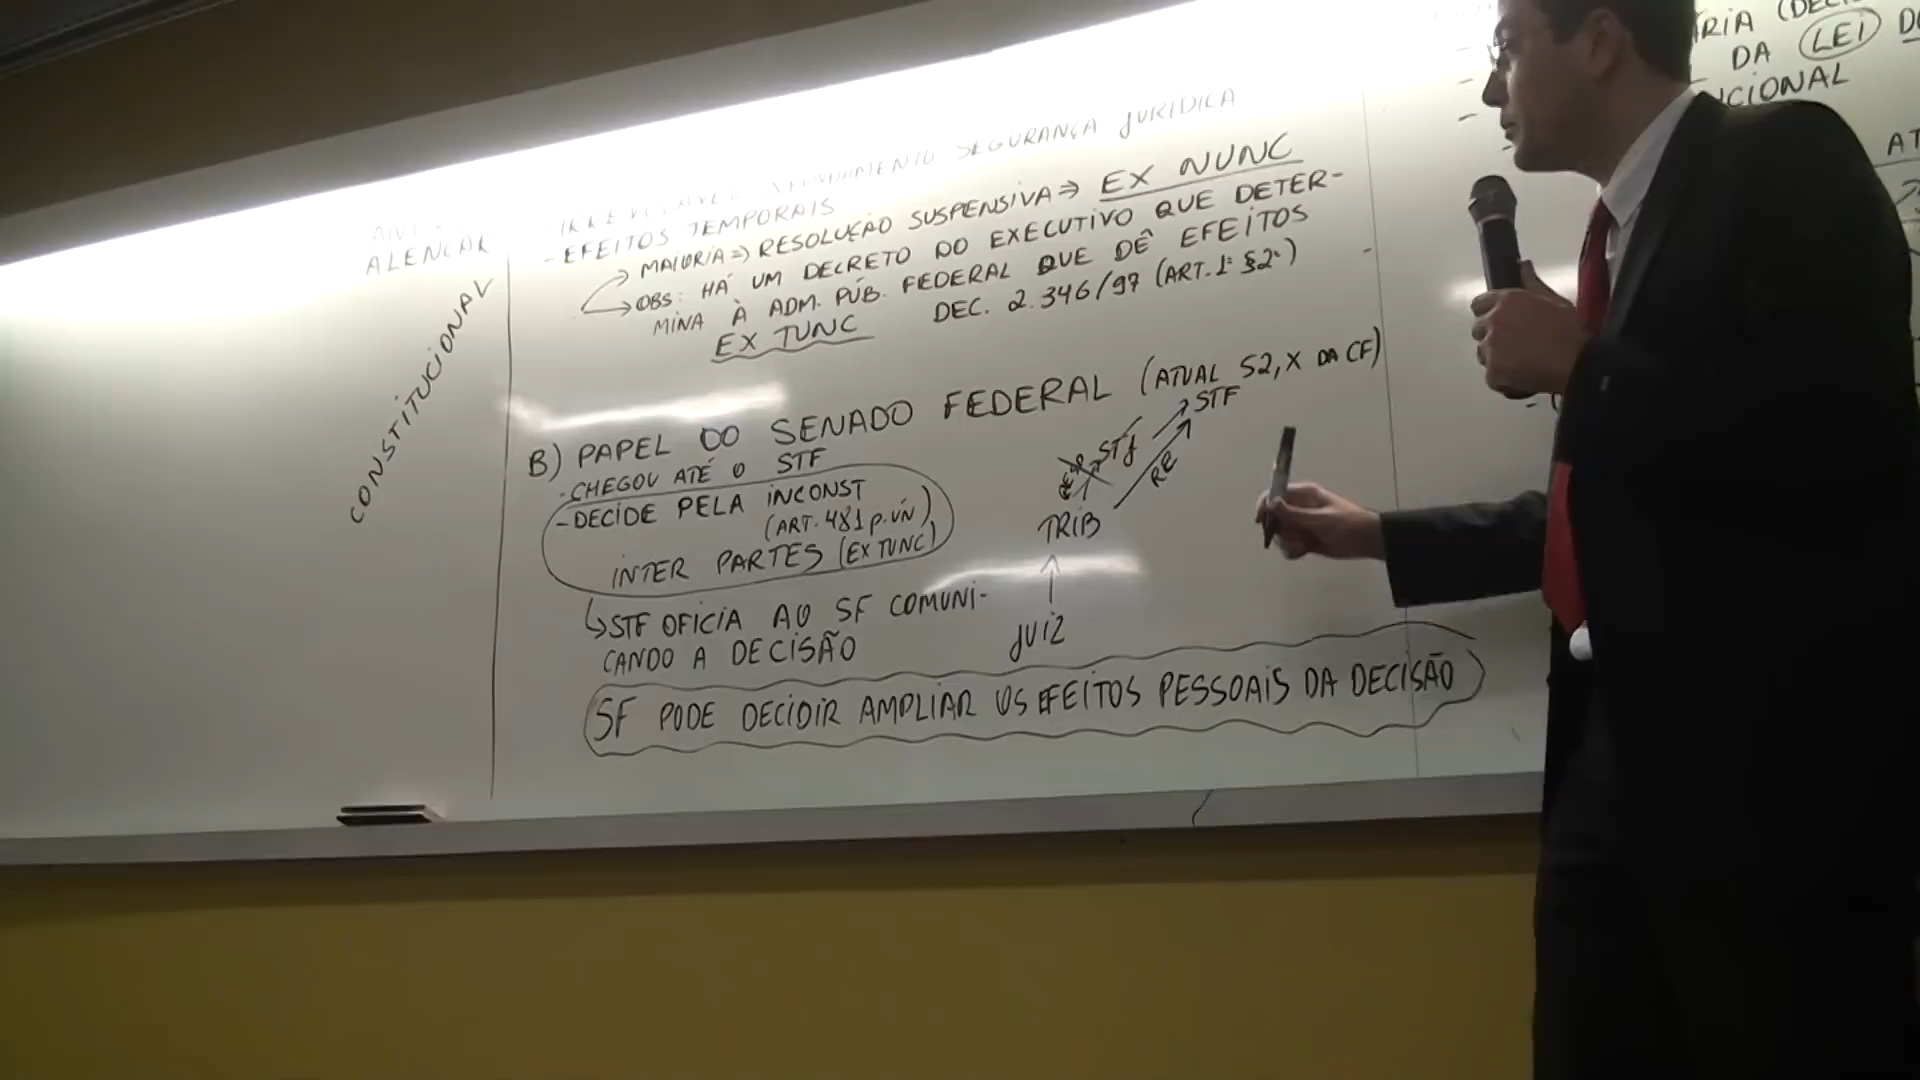 ALENCAR
CONSTITUCIONAL
SEGURANÇA JURÍDICA
- EFEITOS TEMPORAIS
MAIORIA ⇒ RESOLUÇÃO SUSPENSIVA ⇒ EX NUNC
OBS: HÁ UM DECRETO DO EXECUTIVO QUE DETER-
MINA À ADM. PÚB. FEDERAL QUE DÊ EFEITOS
EX TUNC DEC. 2.346/97 (ART. 1º §2º)
B) PAPEL DO SENADO FEDERAL (ATUAL 52, X DA CF)
- CHEGOU ATÉ O STF
- DECIDE PELA INCONST
(ART. 481 P. ÚN)
INTER PARTES (EX TUNC)
↳ STF OFICIA AO SF COMUNI-
CANDO A DECISÃO
SF PODE DECIDIR AMPLIAR OS EFEITOS PESSOAIS DA DECISÃO
STF
STJ
RE
TRIB
JUIZ
DA LEI